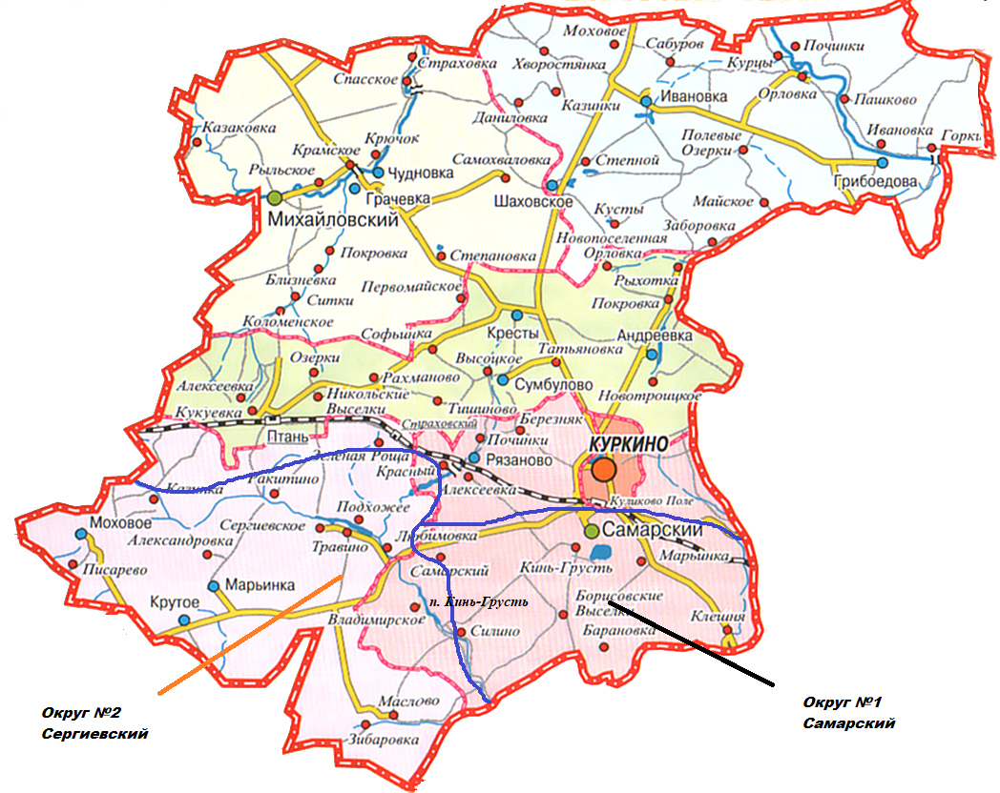 Моховое
Сабуров
Починки
Страховка
Хворостянка
Курцы
Спасское
Казинки
Ивановка
Орловка
Пашково
Даниловка
Казаковка
Крючок
Полевые
Озерки
Ивановка
Горки
Крамское
Самохваловка
Степной
Рыльское
Чудновка
Грибоедова
Грачевка
Шаховское
Майское
Михайловский
Кусты
Заборовка
Новопоселенная
Орловка
Покровка
Степановка
Рыхотка
Близневка
Первомайское
Ситки
Покровка
Коломенское
Софьинка
Кресты
Андреевка
Татьяновка
Озерки
Высоцкое
Рахманово
Сумбулово
Алексеевка
Никольские
Выселки
Новотроицкое
Кукуевка
Тишиново
Березняк
Страховский
Птань
Починки
КУРКИНО
Зеленая Роща
Рязаново
Красный
Казинка
Ракитино
Алексеевка
Куликово Поле
Подхожее
Моховое
Сергиевское
Самарский
Любимовка
Александровка
Травино
Марьинка
Писарево
Самарский
Кинь-Грусть
Марьинка
Крутое
п. Кинь-Грусть
Борисовские
Выселки
Клешня
Владимирское
Силино
Барановка
Маслово
Округ №1
Самарский
Округ №2
Сергиевский
Зибаровка